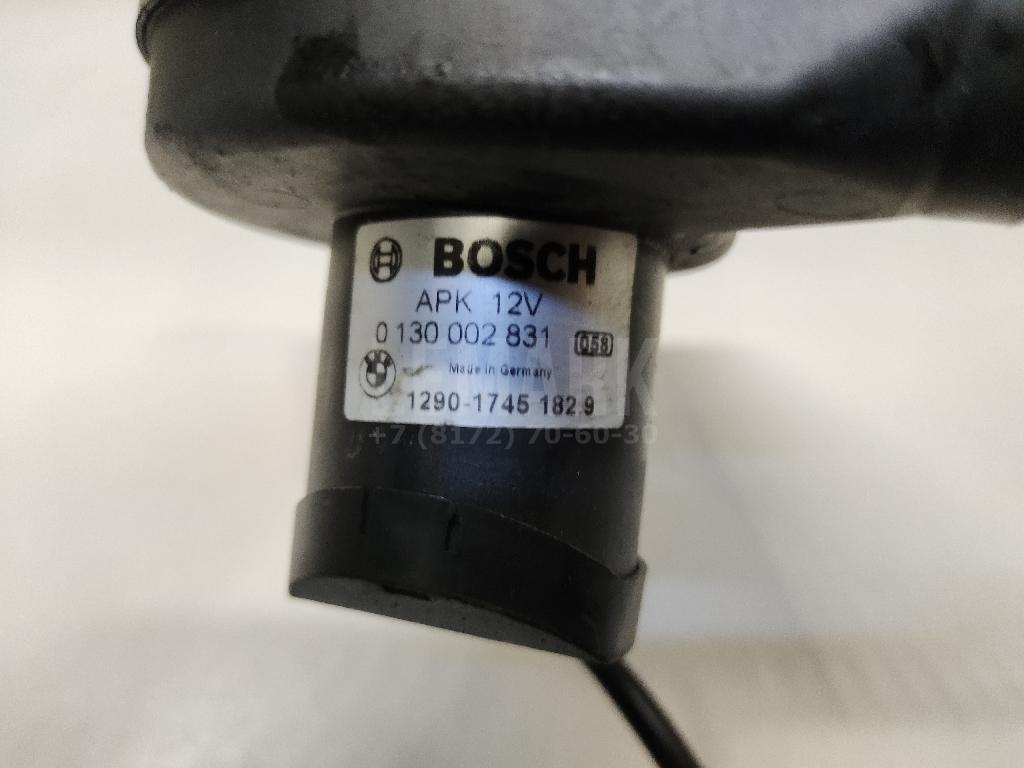 BOSCH
APK 12V
0 130 002 831 058
Made in Germany
1290-1745 182.9
+7 (8172) 70-60-30